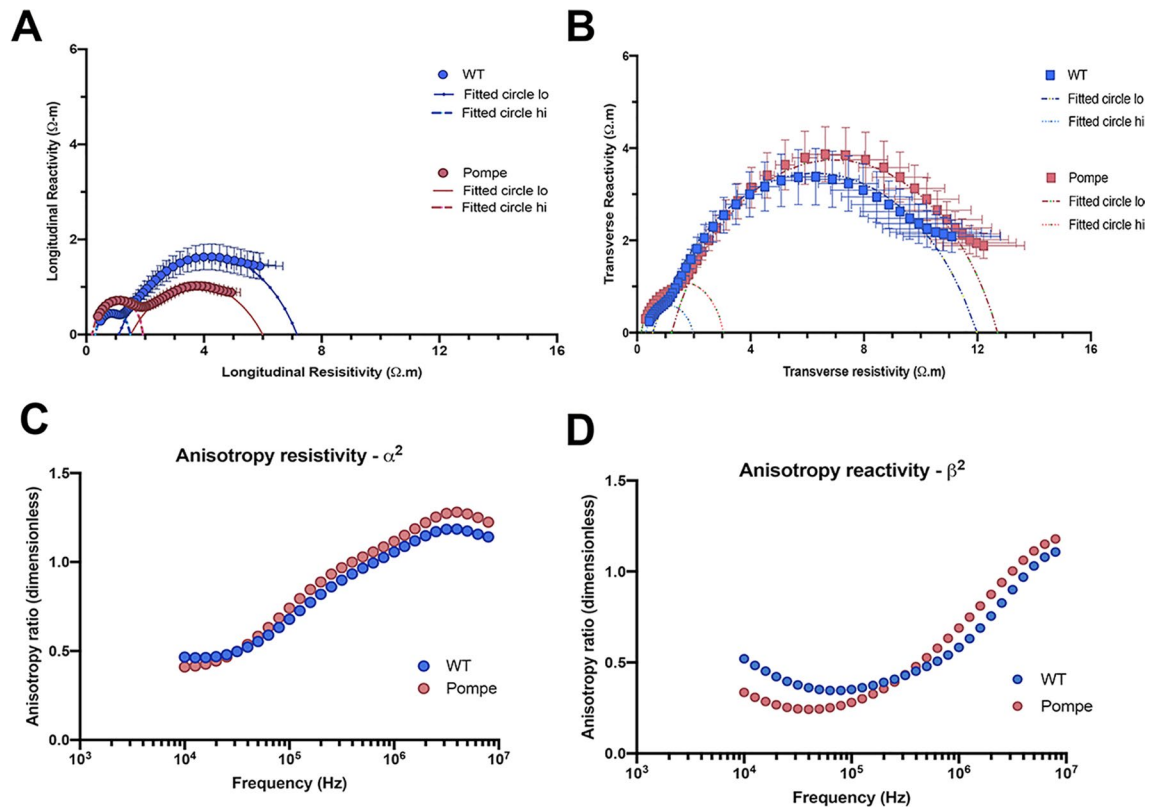 A
6
4
2
0
Longitudinal Reactivity (Ω-m)
WT
Fitted circle lo
Fitted circle hi
Pompe
Fitted circle lo
Fitted circle hi
0 4 8 12 16
Longitudinal Resisitivity (Ω.m)
B
6
4
2
0
Transverse Reactivity (Ω.m)
WT
Fitted circle lo
Fitted circle hi
Pompe
Fitted circle lo
Fitted circle hi
0 4 8 12 16
Transverse resistivity (Ω.m)
C
Anisotropy resistivity - α²
1.5
1.0
0.5
0.0
Anisotropy ratio (dimensionless)
WT
Pompe
10³ 10⁴ 10⁵ 10⁶ 10⁷
Frequency (Hz)
D
Anisotropy reactivity - β²
1.5
1.0
0.5
0.0
Anisotropy ratio (dimensionless)
WT
Pompe
10³ 10⁴ 10⁵ 10⁶ 10⁷
Frequency (Hz)